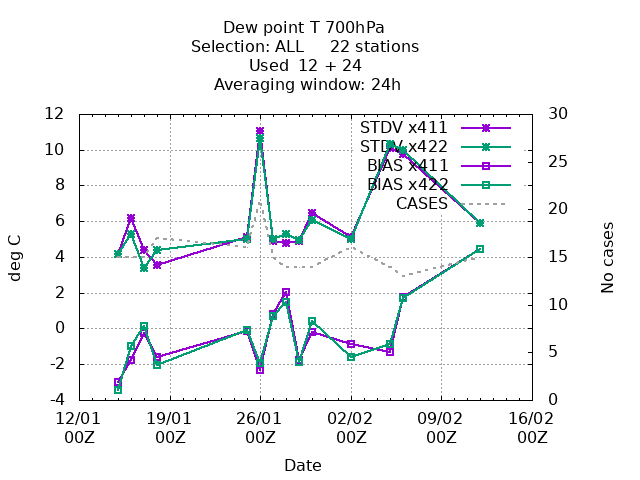 Dew point T 700hPa
Selection: ALL     22 stations
Used  12 + 24
Averaging window: 24h
12
10
8
6
4
2
0
-2
-4
30
25
20
15
10
5
0
deg C
No cases
STDV x411
STDV x422
BIAS x411
BIAS x422
CASES
12/01 19/01 26/01 02/02 09/02 16/02
00Z 00Z 00Z 00Z 00Z 00Z
Date